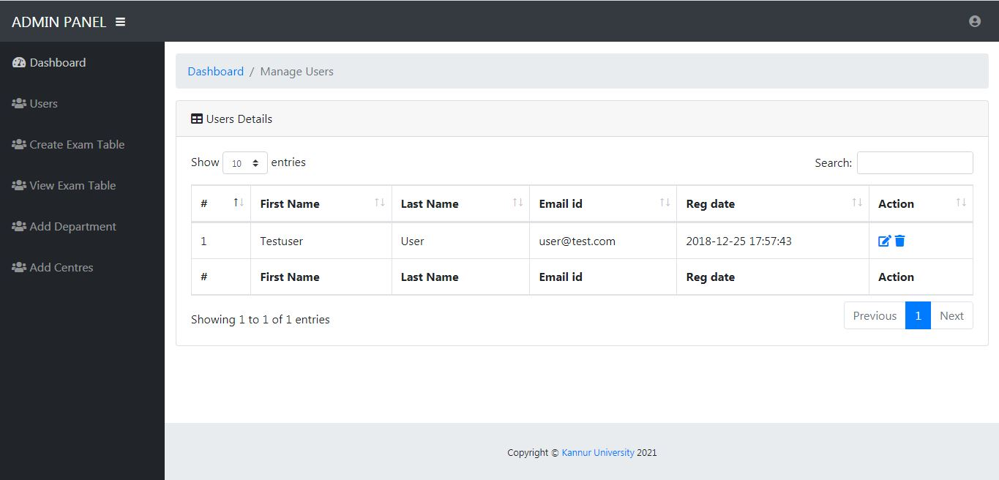 ADMIN PANEL
Dashboard
Users
Create Exam Table
View Exam Table
Add Department
Add Centres
Dashboard / Manage Users
Users Details
Show 10 entries Search:
# First Name Last Name Email id Reg date Action
1 Testuser User user@test.com 2018-12-25 17:57:43
# First Name Last Name Email id Reg date Action
Showing 1 to 1 of 1 entries Previous 1 Next
Copyright © Kannur University 2021